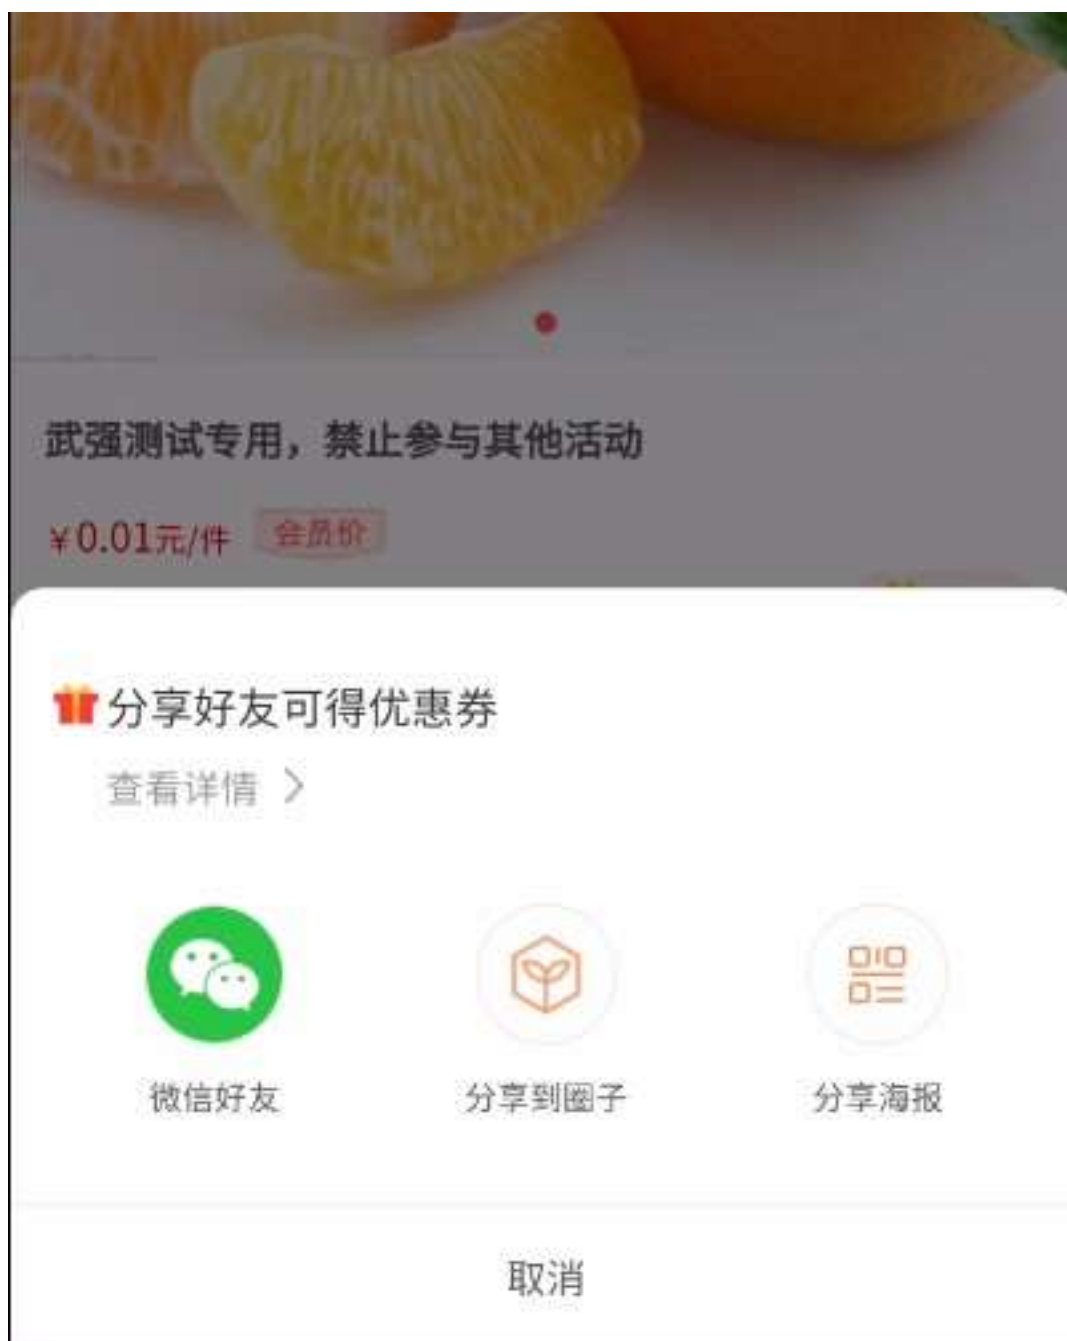 武强测试专用，禁止参与其他活动
¥0.01元/件 会员价
分享好友可得优惠券
查看详情 >
微信好友 分享到圈子 分享海报
取消